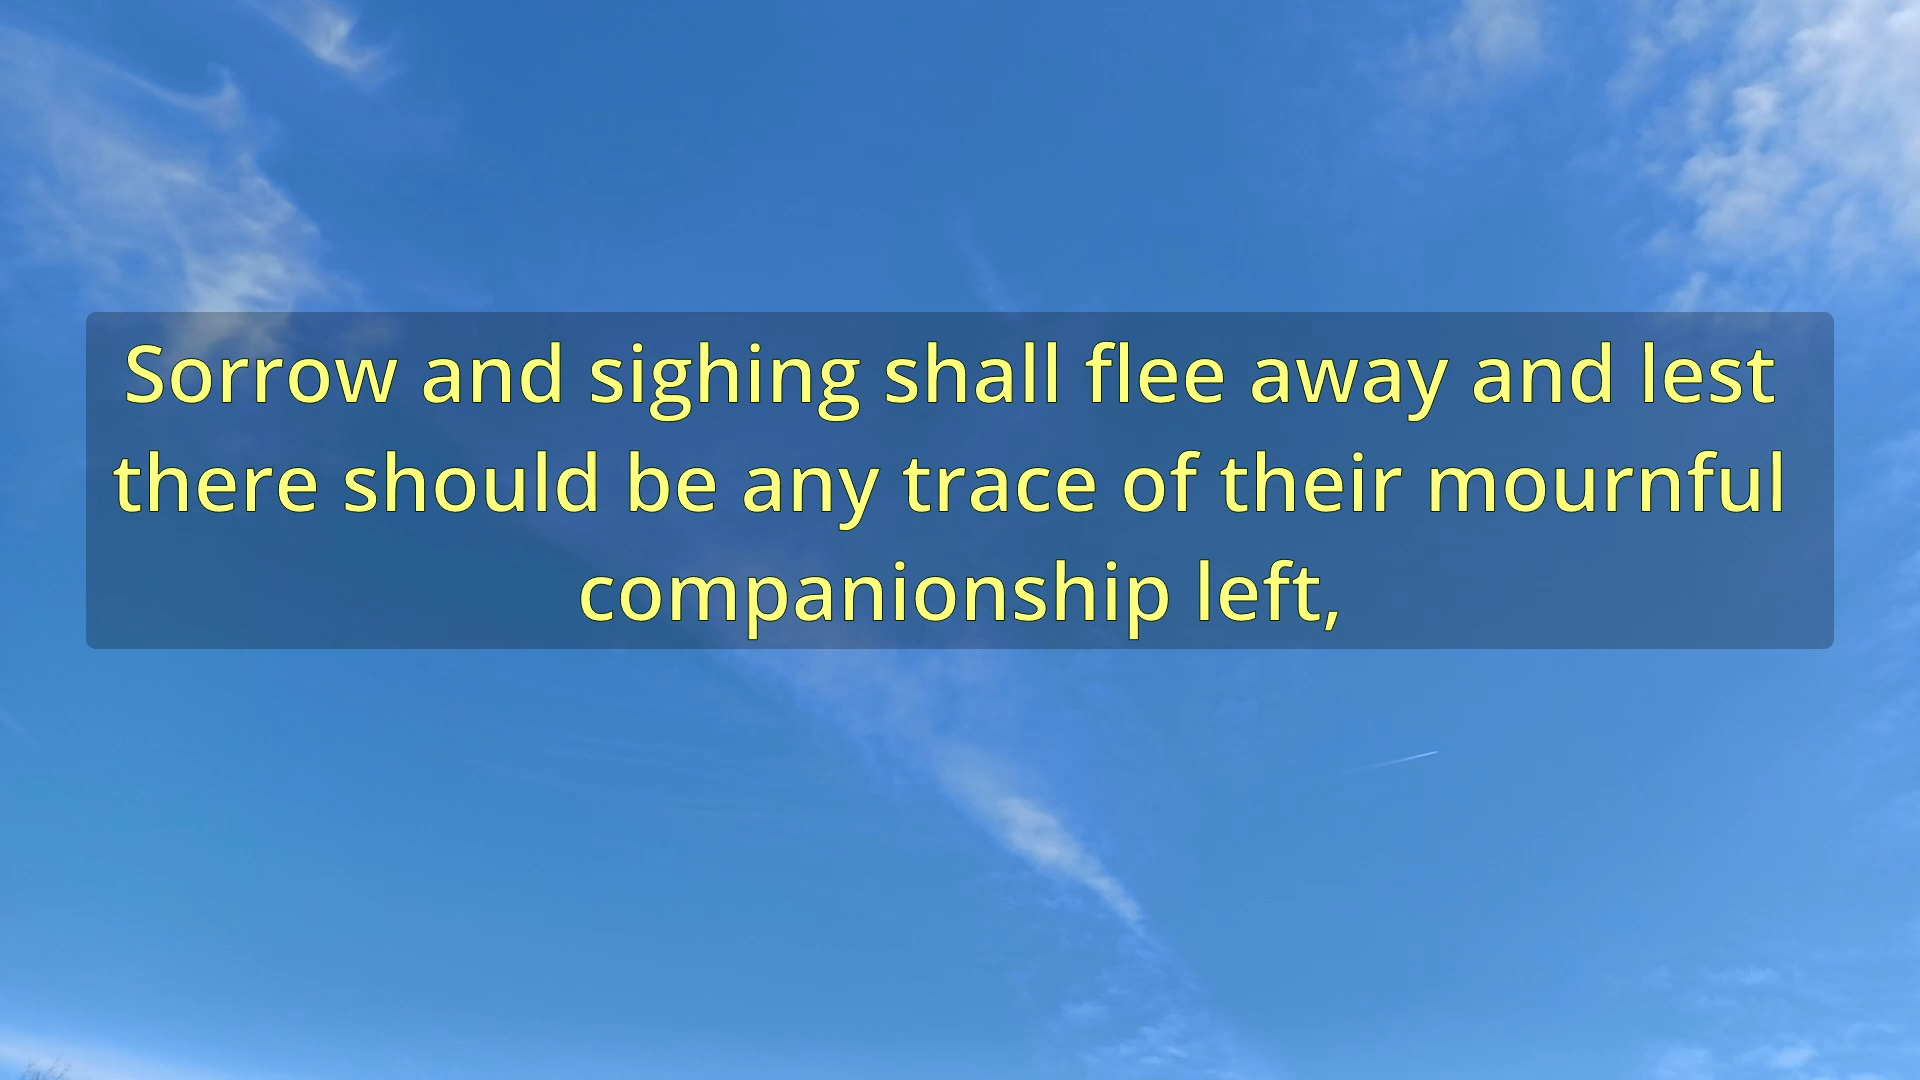 Sorrow and sighing shall flee away and lest
there should be any trace of their mournful
companionship left,